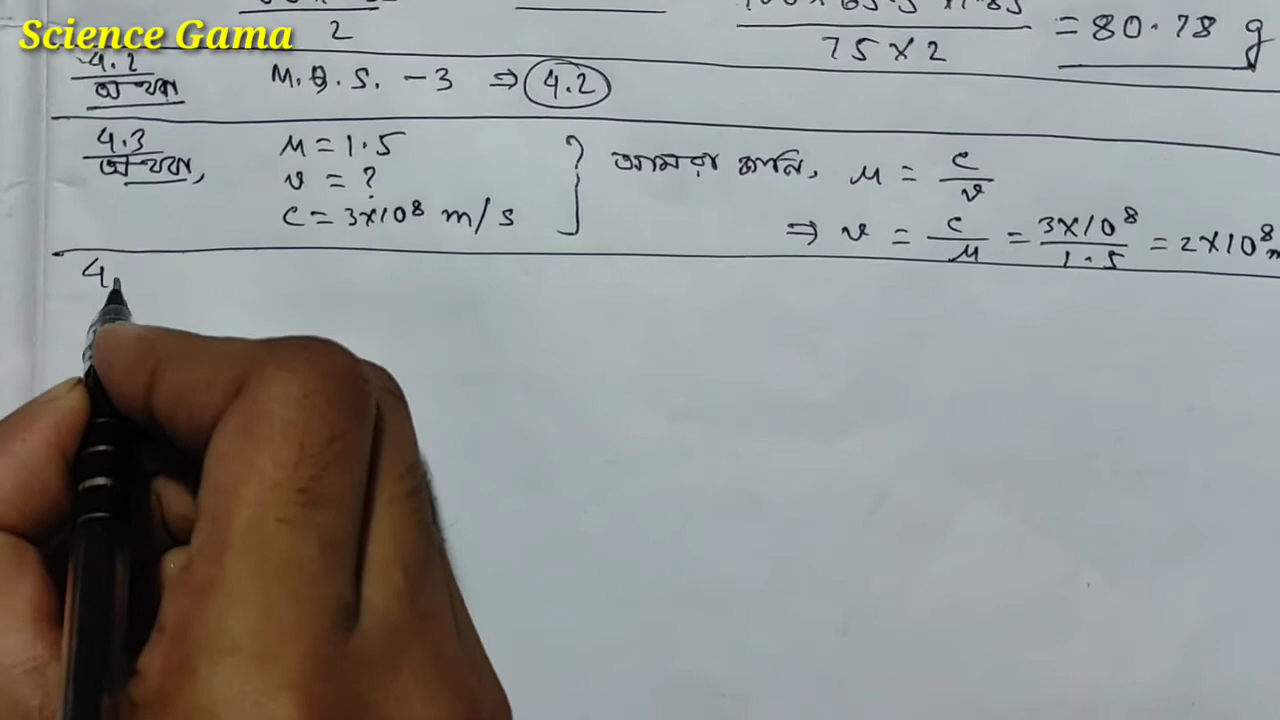 Science Gama
2
75 × 2
= 80.78 g
4.2
অথবা
M.Q.S. - 3 ⇒ 4.2
4.3
অথবা,
μ = 1.5
v = ?
c = 3×10⁸ m/s
আমরা জানি, μ = c/v
⇒ v = c/μ = 3×10⁸/1.5 = 2×10⁸ m
4.